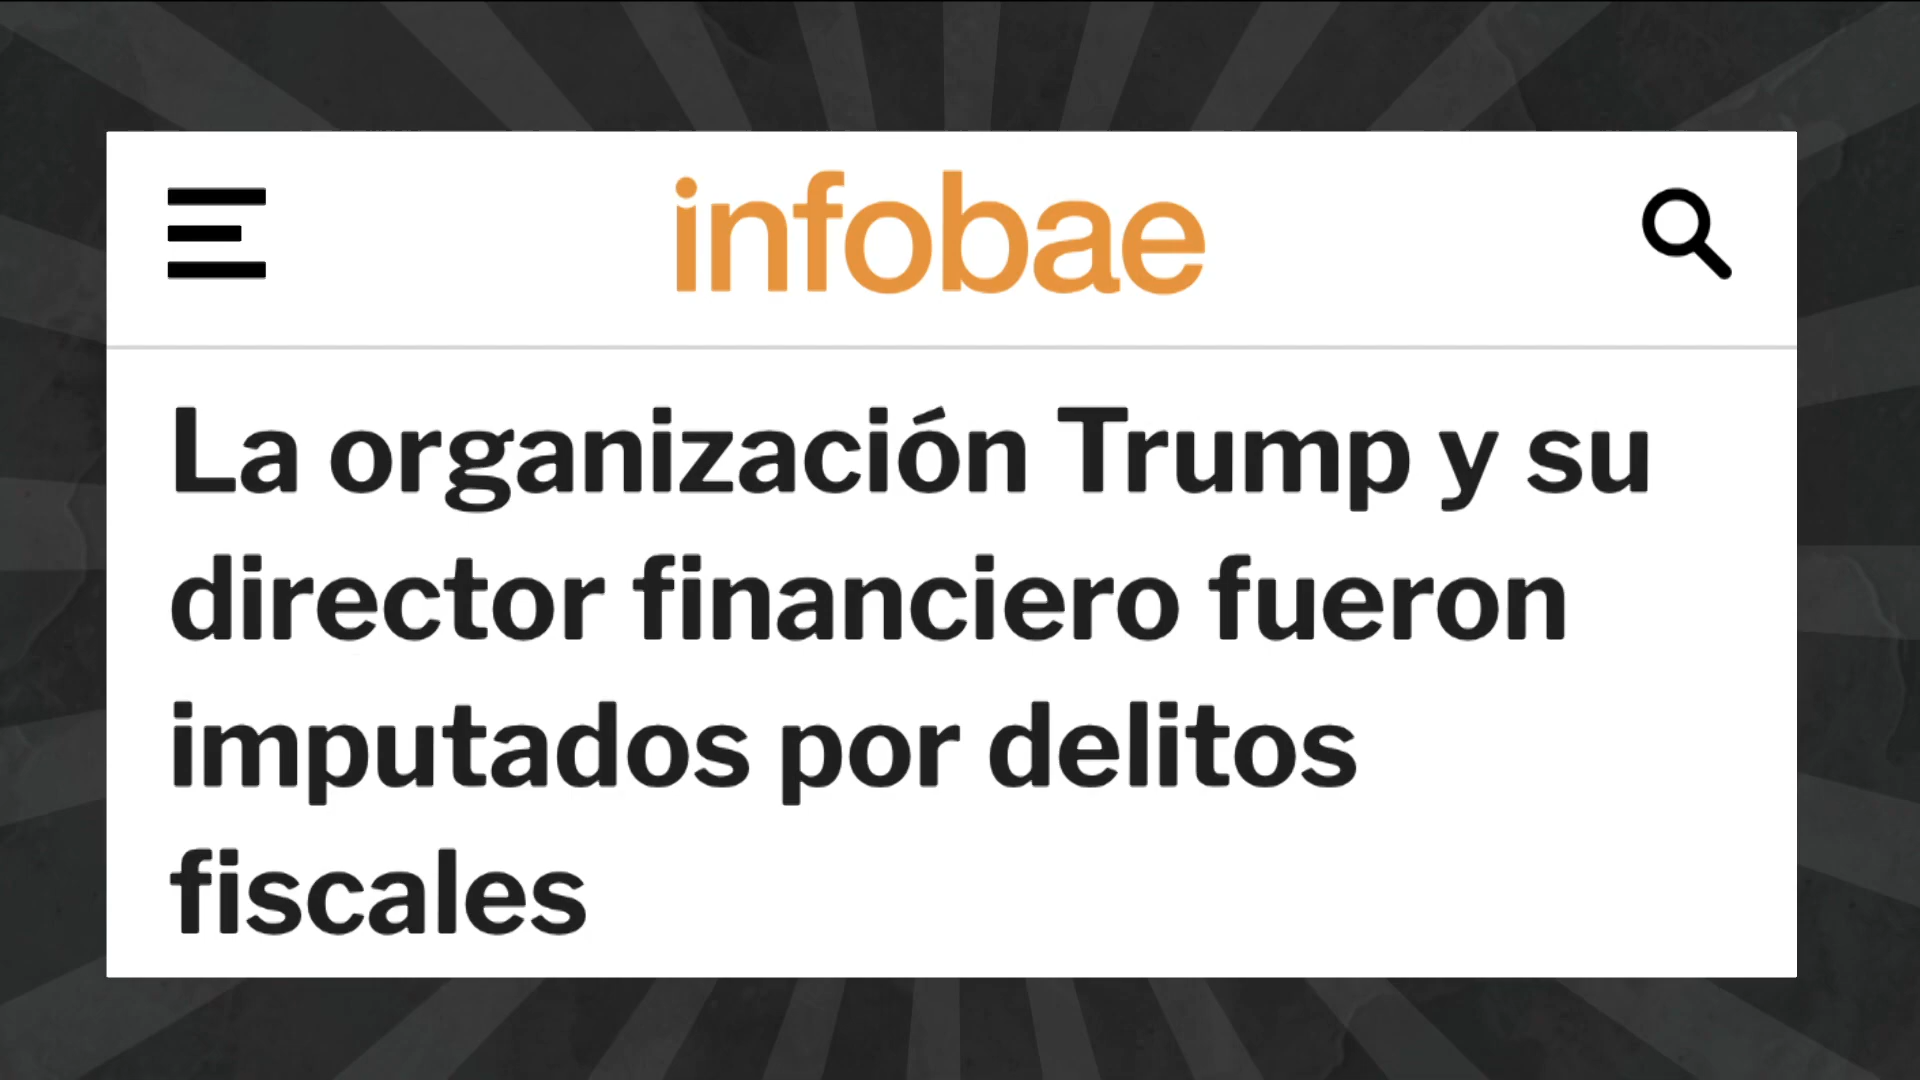 infobae
La organización Trump y su
director financiero fueron
imputados por delitos
fiscales